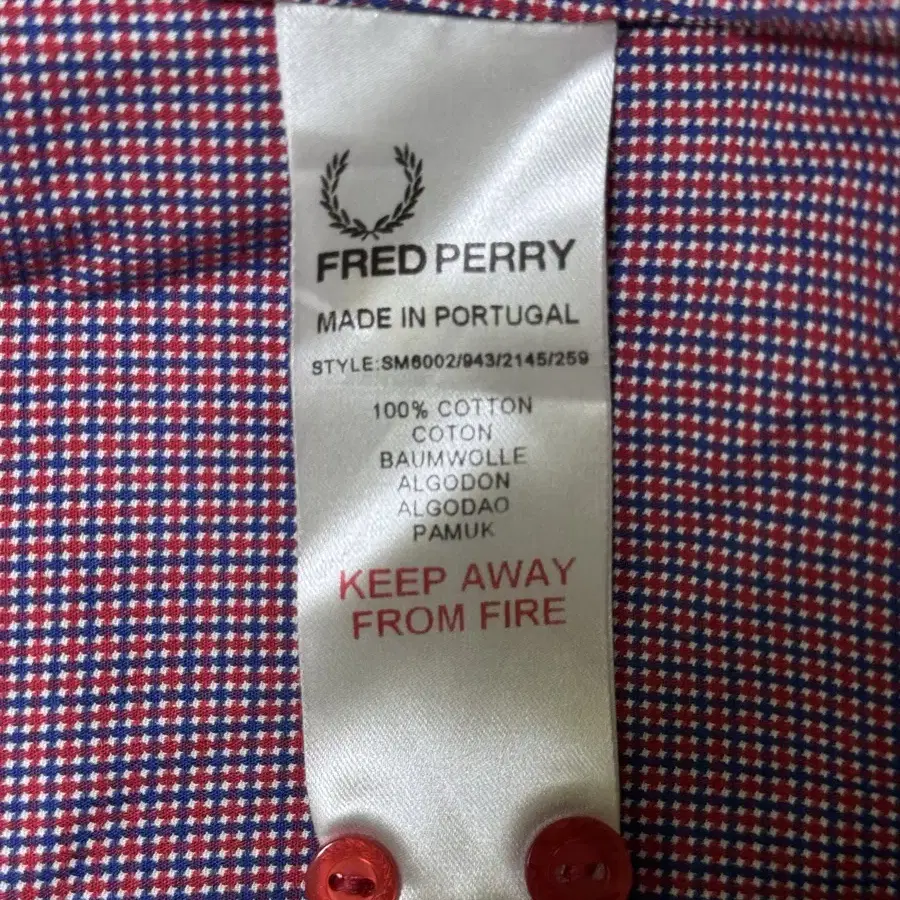 FRED PERRY
MADE IN PORTUGAL
STYLE:SM6002/943/2145/259
100% COTTON
COTON
BAUMWOLLE
ALGODON
ALGODAO
PAMUK
KEEP AWAY
FROM FIRE